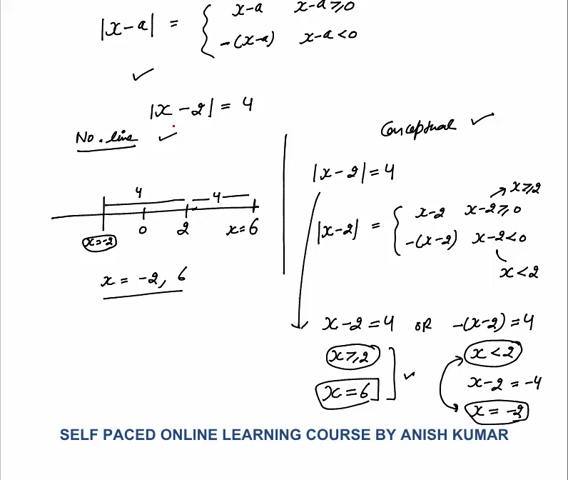 |x-a| = { x-a x-a≥0
-(x-a) x-a<0
|x-2| = 4
No. line
4 4
0 2 x=6
x=-2
x = -2, 6
Conceptual
|x-2| = 4
x≥2
|x-2| = { x-2 x-2≥0
-(x-2) x-2<0
x<2
x-2=4 OR -(x-2)=4
x≥2 x<2
x=6 x-2=-4
x=-2
SELF PACED ONLINE LEARNING COURSE BY ANISH KUMAR